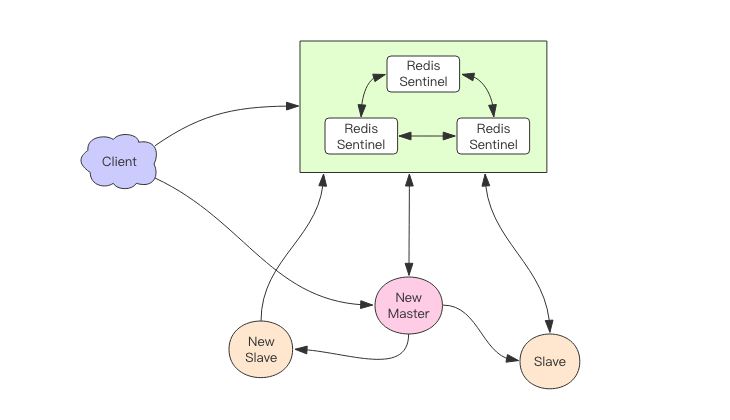 Redis
Sentinel
Redis
Sentinel
Redis
Sentinel
Client
New
Master
New
Slave
Slave